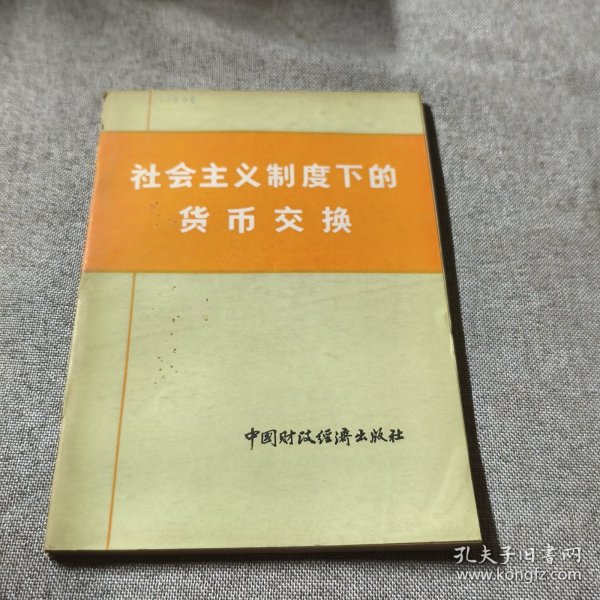 社会主义制度下的
货币交换
中国财政经济出版社
孔夫子旧书网
www.kongfz.com